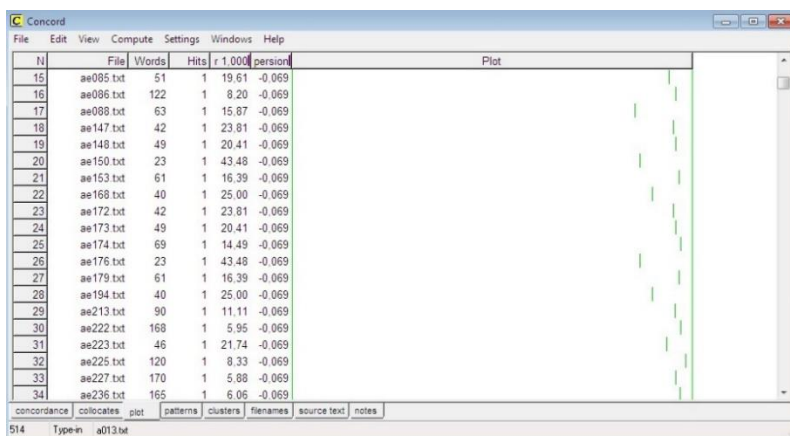 Concord
File Edit View Compute Settings Windows Help
N File Words Hits r 1,000 persion Plot
15 ae085.txt 51 1 19,61 -0,069
16 ae086.txt 122 1 8,20 -0,069
17 ae088.txt 63 1 15,87 -0,069
18 ae147.txt 42 1 23,81 -0,069
19 ae148.txt 49 1 20,41 -0,069
20 ae150.txt 23 1 43,48 -0,069
21 ae153.txt 61 1 16,39 -0,069
22 ae168.txt 40 1 25,00 -0,069
23 ae172.txt 42 1 23,81 -0,069
24 ae173.txt 49 1 20,41 -0,069
25 ae174.txt 69 1 14,49 -0,069
26 ae176.txt 23 1 43,48 -0,069
27 ae179.txt 61 1 16,39 -0,069
28 ae194.txt 40 1 25,00 -0,069
29 ae213.txt 90 1 11,11 -0,069
30 ae222.txt 168 1 5,95 -0,069
31 ae223.txt 46 1 21,74 -0,069
32 ae225.txt 120 1 8,33 -0,069
33 ae227.txt 170 1 5,88 -0,069
34 ae236.txt 165 1 6,06 -0,069
concordance collocates plot patterns clusters filenames source text notes
514 Type-in a013.txt